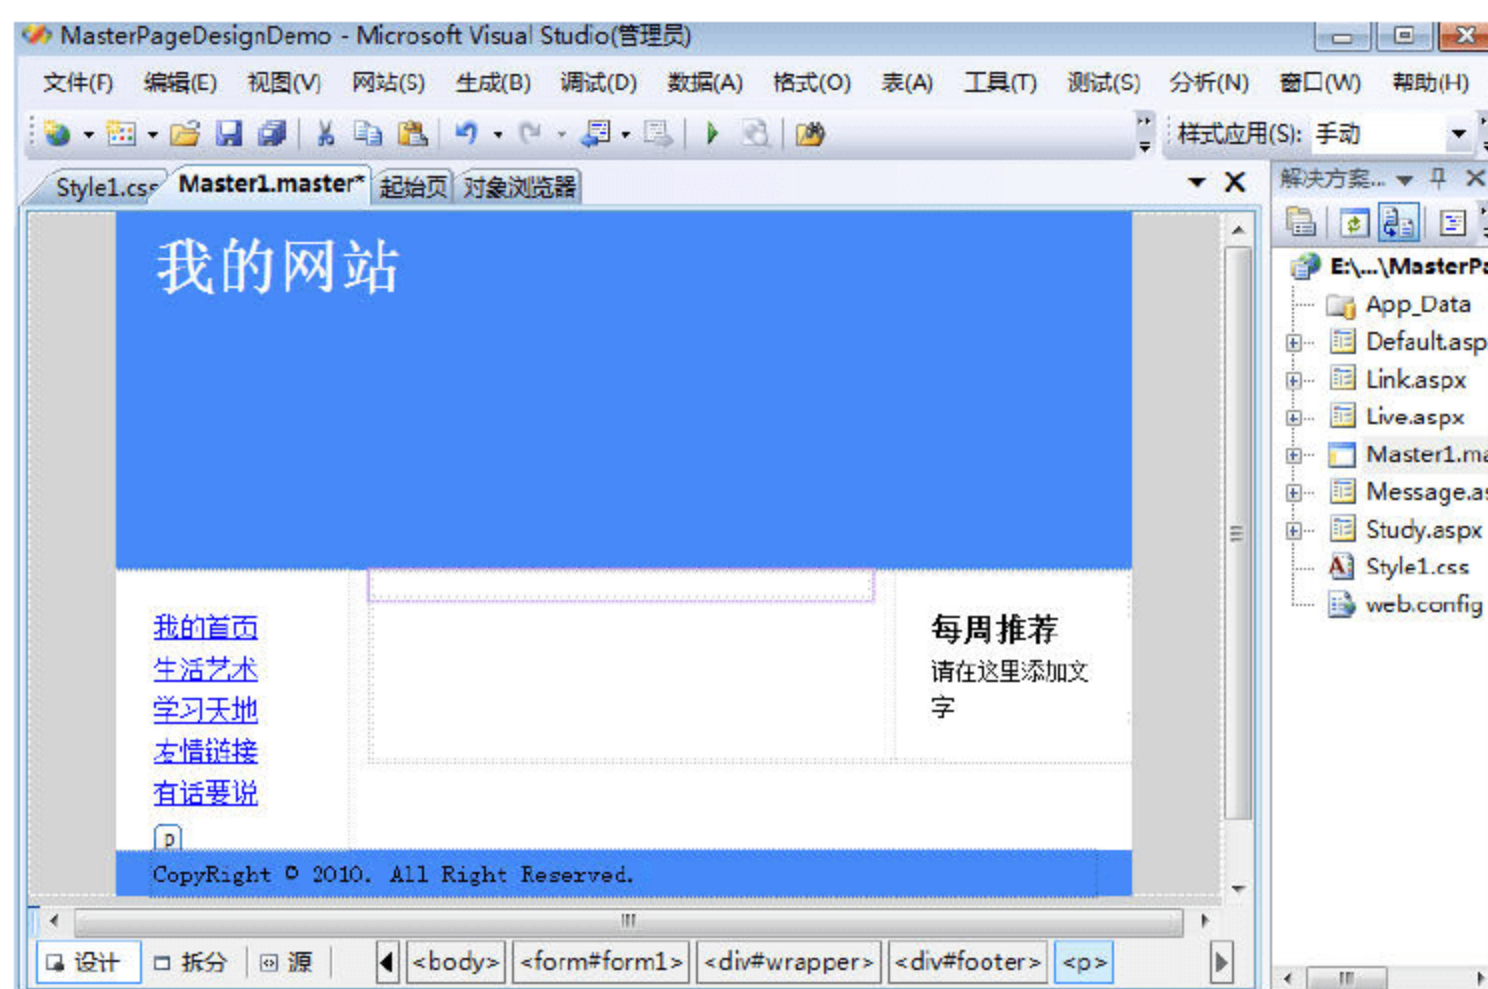 MasterPageDesignDemo - Microsoft Visual Studio(管理员)
文件(F) 编辑(E) 视图(V) 网站(S) 生成(B) 调试(D) 数据(A) 格式(O) 表(A) 工具(T) 测试(S) 分析(N) 窗口(W) 帮助(H)
样式应用(S): 手动
Style1.css Master1.master* 起始页 对象浏览器
解决方案...
我的网站
E:\...\MasterPa
App_Data
Default.asp
Link.aspx
Live.aspx
Master1.ma
Message.as
Study.aspx
Style1.css
web.config
我的首页
生活艺术
学习天地
友情链接
有话要说
p
每周推荐
请在这里添加文
字
CopyRight © 2010. All Right Reserved.
设计 拆分 源 <body> <form#form1> <div#wrapper> <div#footer> <p>